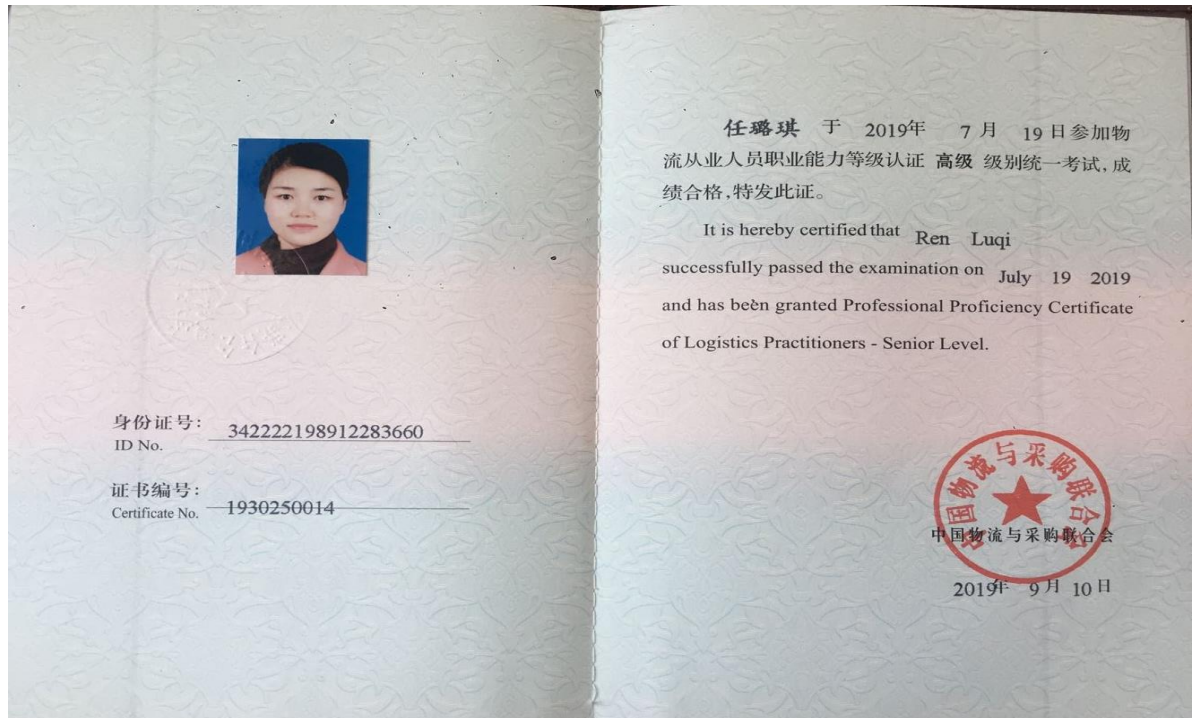 身份证号：
ID No.
342222198912283660
证书编号：
Certificate No.
1930250014
任璐琪 于 2019年 7月 19日参加物
流从业人员职业能力等级认证 高级 级别统一考试，成
绩合格，特发此证。
It is hereby certified that Ren Luqi
successfully passed the examination on July 19 2019
and has been granted Professional Proficiency Certificate
of Logistics Practitioners - Senior Level.
中国物流与采购联合会
中国物流与采购联合会
2019年 9月 10日